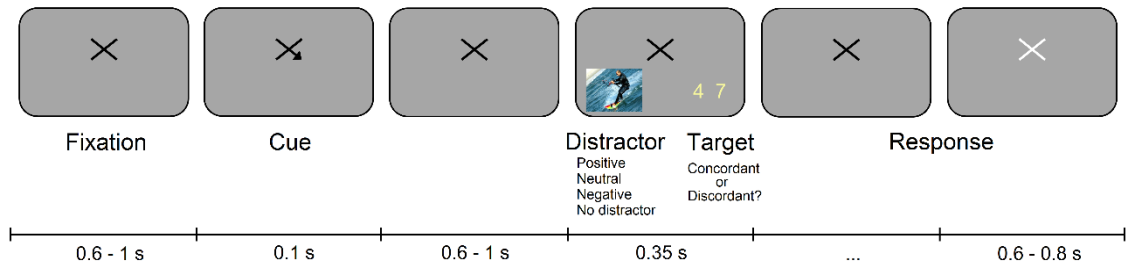 4 7
Fixation
Cue
Distractor
Positive
Neutral
Negative
No distractor
Target
Concordant
or
Discordant?
Response
0.6 - 1 s
0.1 s
0.6 - 1 s
0.35 s
...
0.6 - 0.8 s